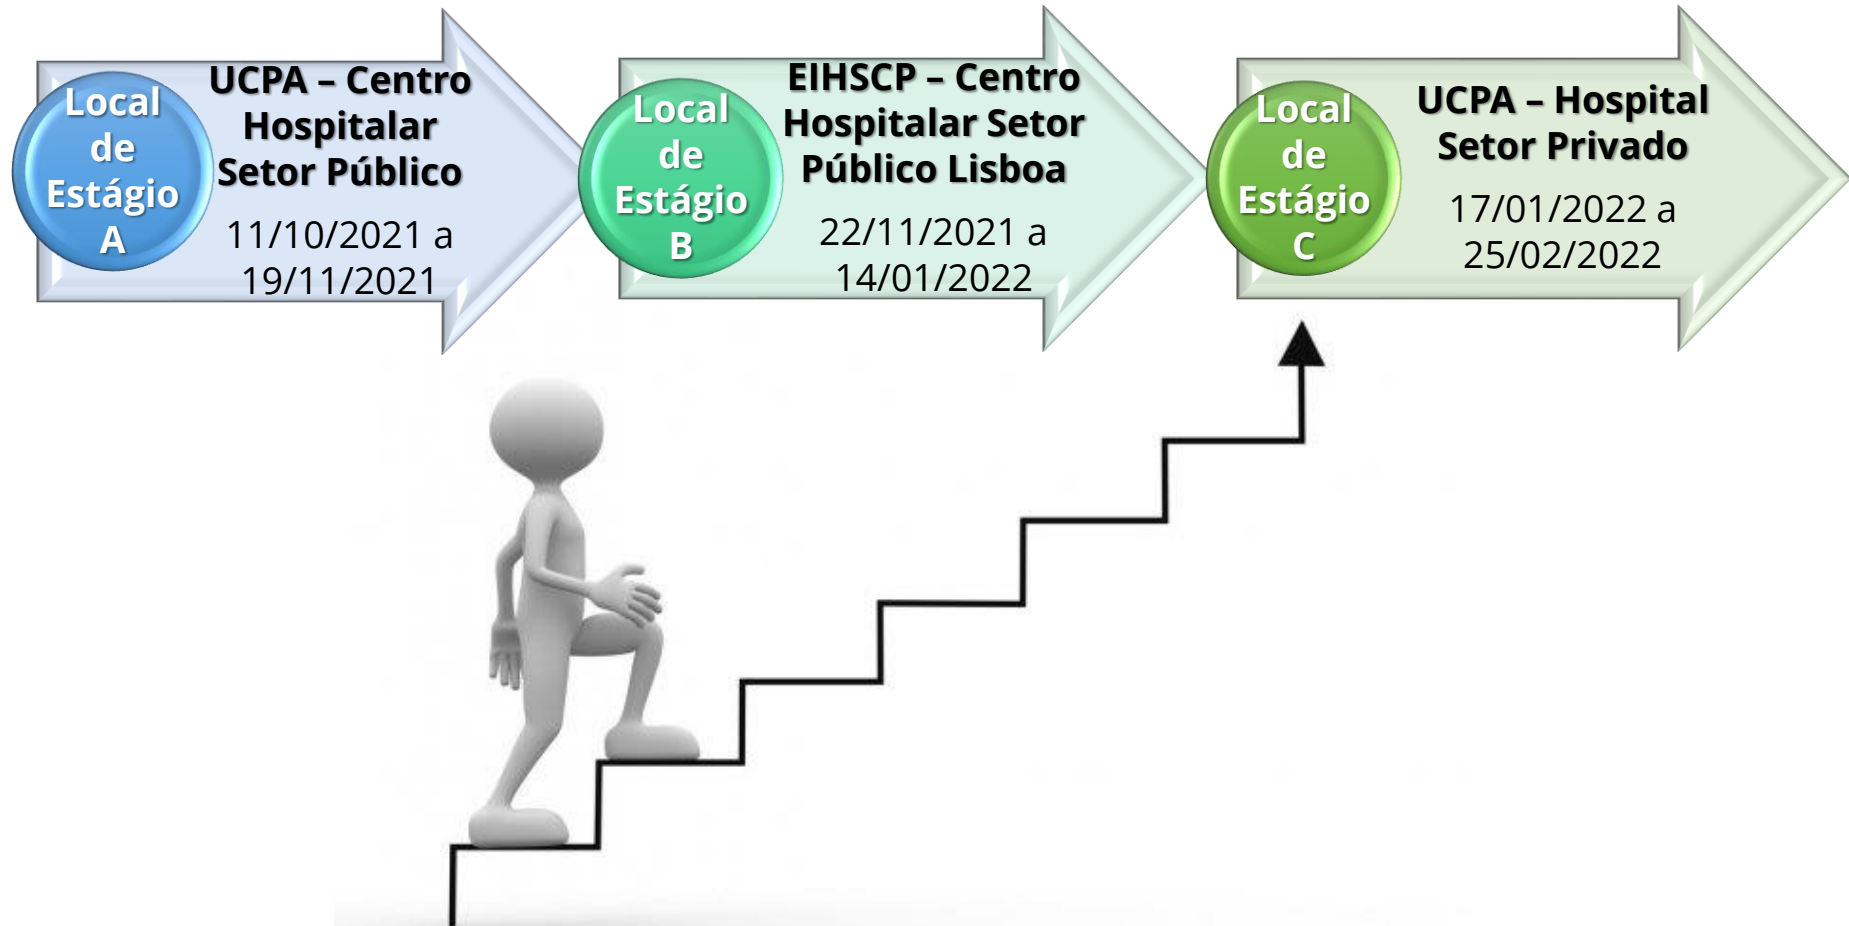 Local
de
Estágio
A
UCPA – Centro
Hospitalar
Setor Público
11/10/2021 a
19/11/2021
Local
de
Estágio
B
EIHSCP – Centro
Hospitalar Setor
Público Lisboa
22/11/2021 a
14/01/2022
Local
de
Estágio
C
UCPA – Hospital
Setor Privado
17/01/2022 a
25/02/2022